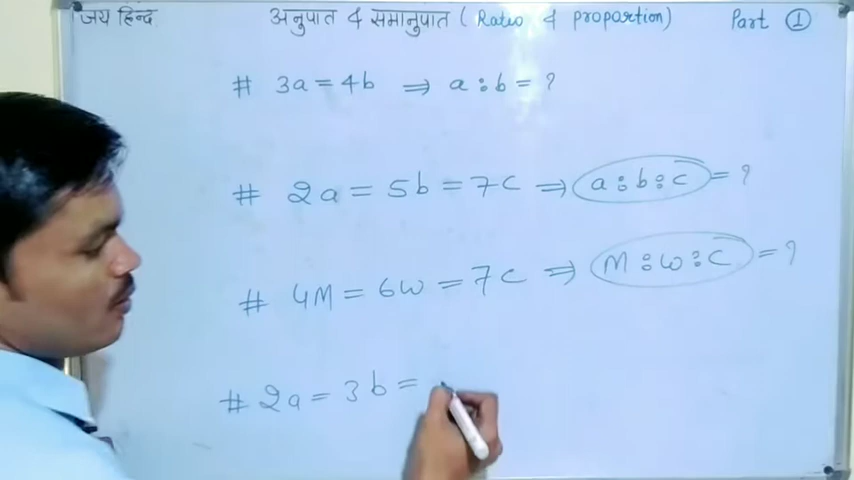 जय हिन्द अनुपात & समानुपात ( Ratio & proportion) Part ①
# 3a = 4b ⇒ a : b = ?
# 2a = 5b = 7c ⇒ a : b : c = ?
# 4M = 6w = 7c ⇒ M : w : c = ?
# 2a = 3b =